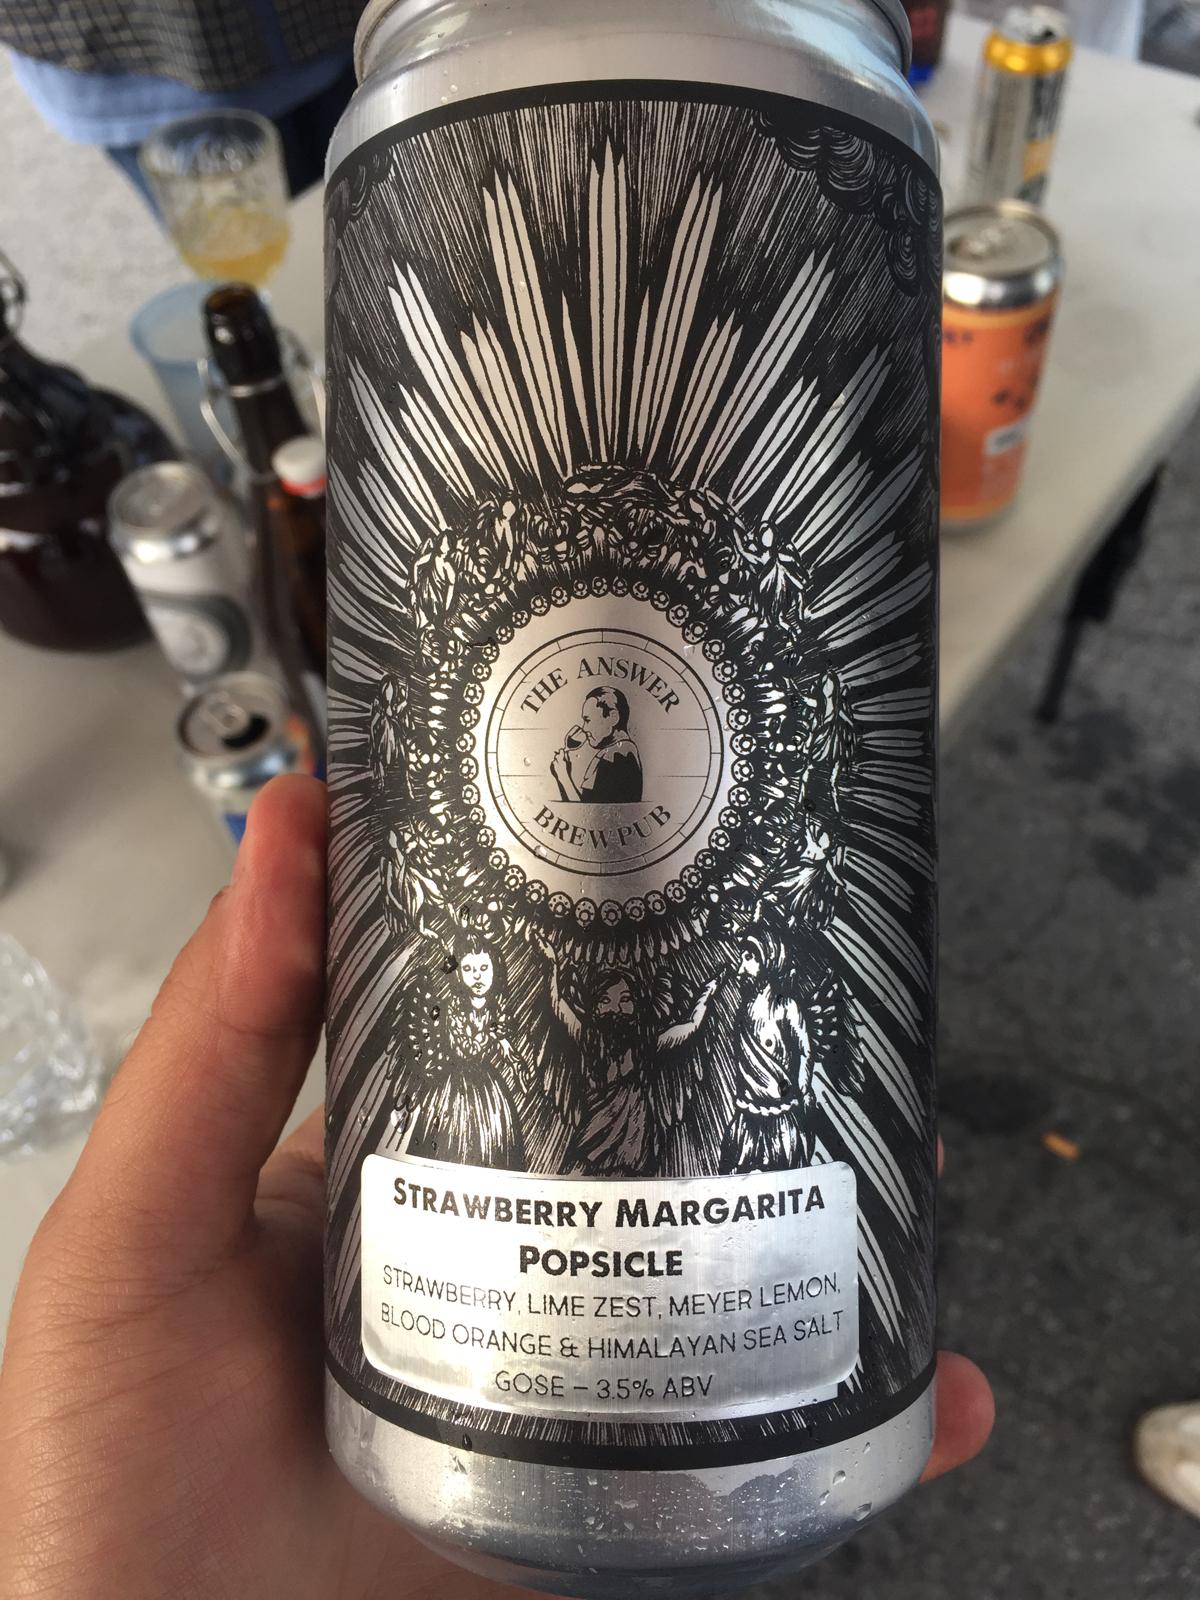 THE ANSWER
BREWPUB
STRAWBERRY MARGARITA
POPSICLE
STRAWBERRY, LIME ZEST, MEYER LEMON,
BLOOD ORANGE & HIMALAYAN SEA SALT
GOSE – 3.5% ABV